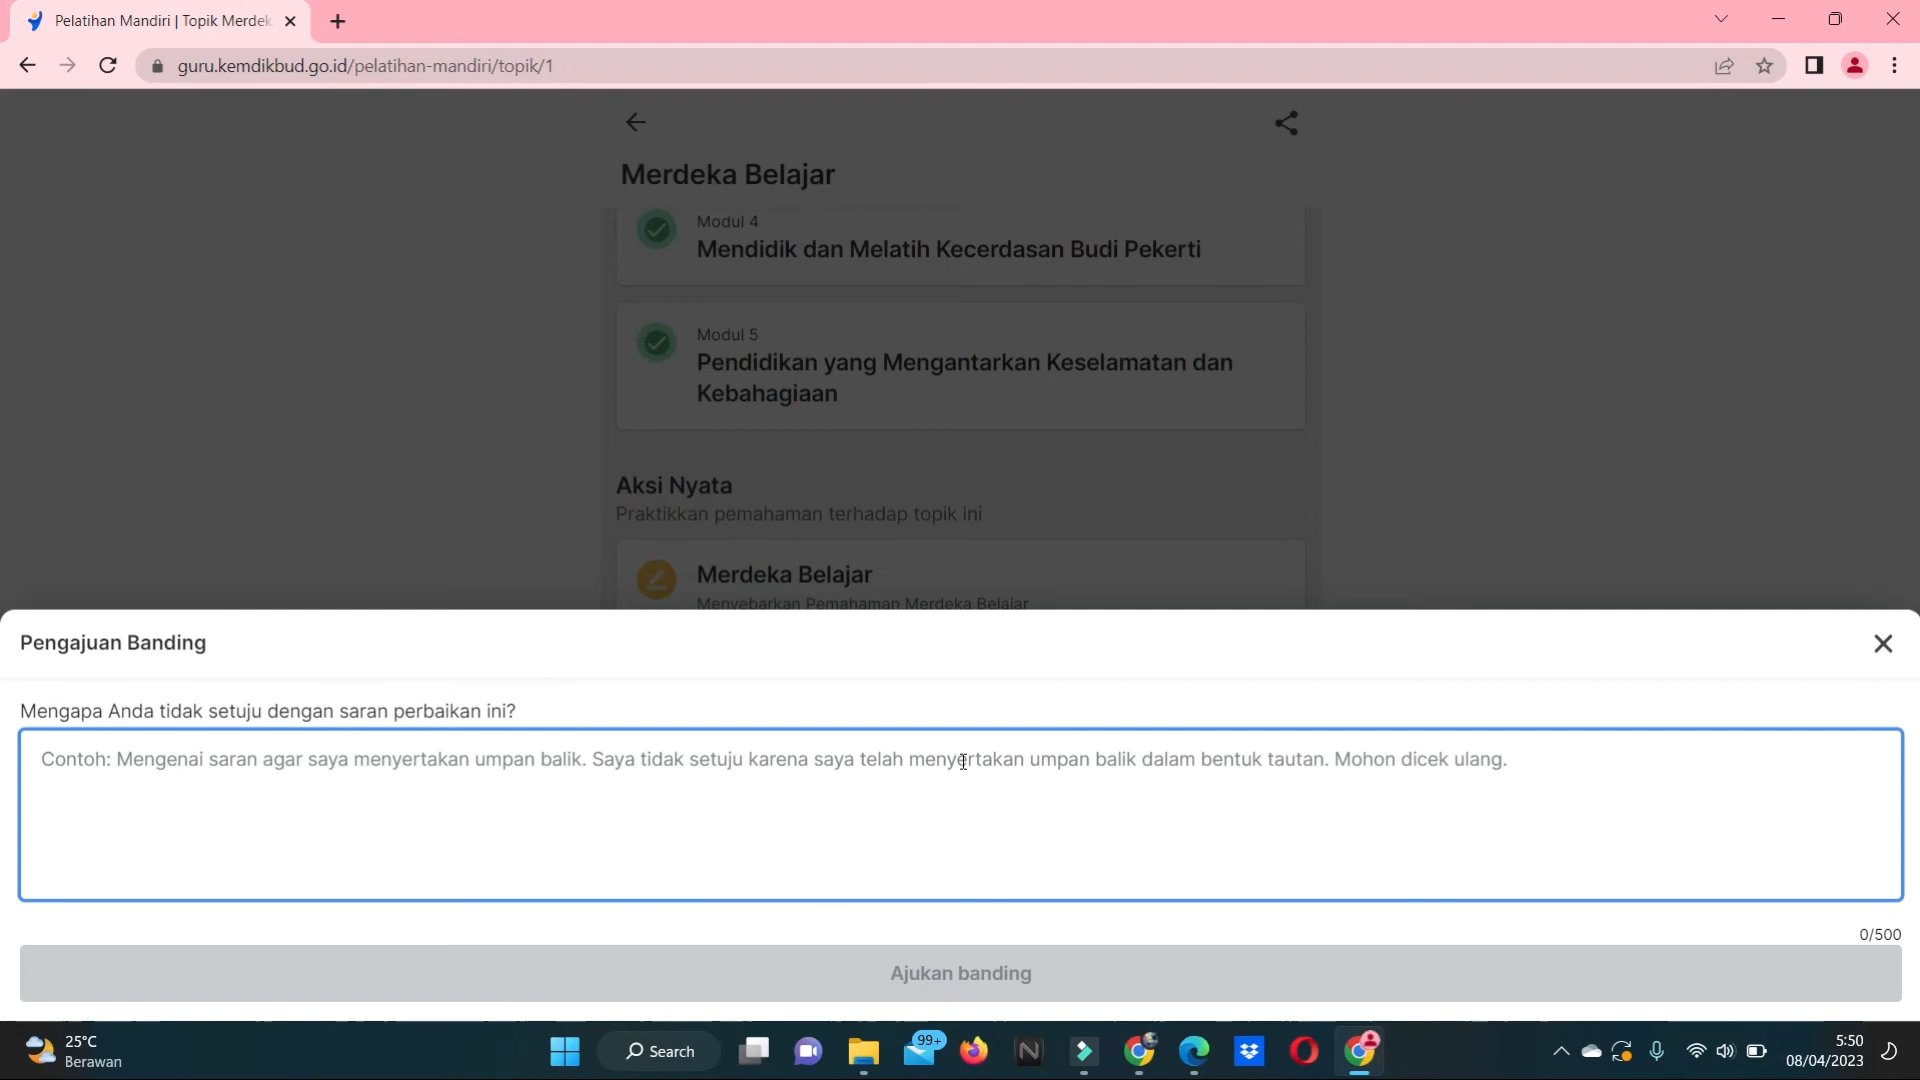 Pelatihan Mandiri | Topik Merdek
guru.kemdikbud.go.id/pelatihan-mandiri/topik/1
Merdeka Belajar
Modul 4
Mendidik dan Melatih Kecerdasan Budi Pekerti
Modul 5
Pendidikan yang Mengantarkan Keselamatan dan
Kebahagiaan
Aksi Nyata
Praktikkan pemahaman terhadap topik ini
Merdeka Belajar
Menyebarkan Pemahaman Merdeka Belajar
Pengajuan Banding
Mengapa Anda tidak setuju dengan saran perbaikan ini?
Contoh: Mengenai saran agar saya menyertakan umpan balik. Saya tidak setuju karena saya telah menyertakan umpan balik dalam bentuk tautan. Mohon dicek ulang.
0/500
Ajukan banding
25°C
Berawan
Search
99+
5:50
08/04/2023